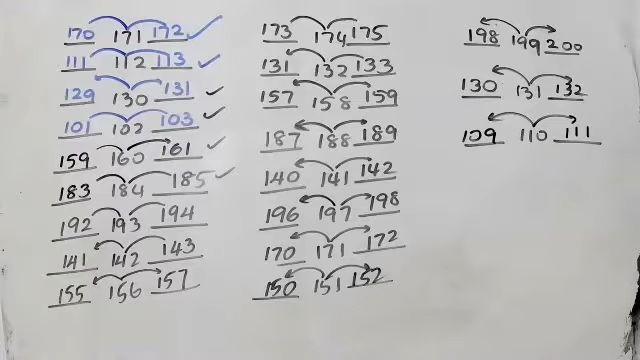 170 171 172
111 112 113
129 130 131
101 102 103
159 160 161
183 184 185
192 193 194
141 142 143
155 156 157
173 174 175
131 132 133
157 158 159
187 188 189
140 141 142
196 197 198
170 171 172
150 151 152
198 199 200
130 131 132
109 110 111